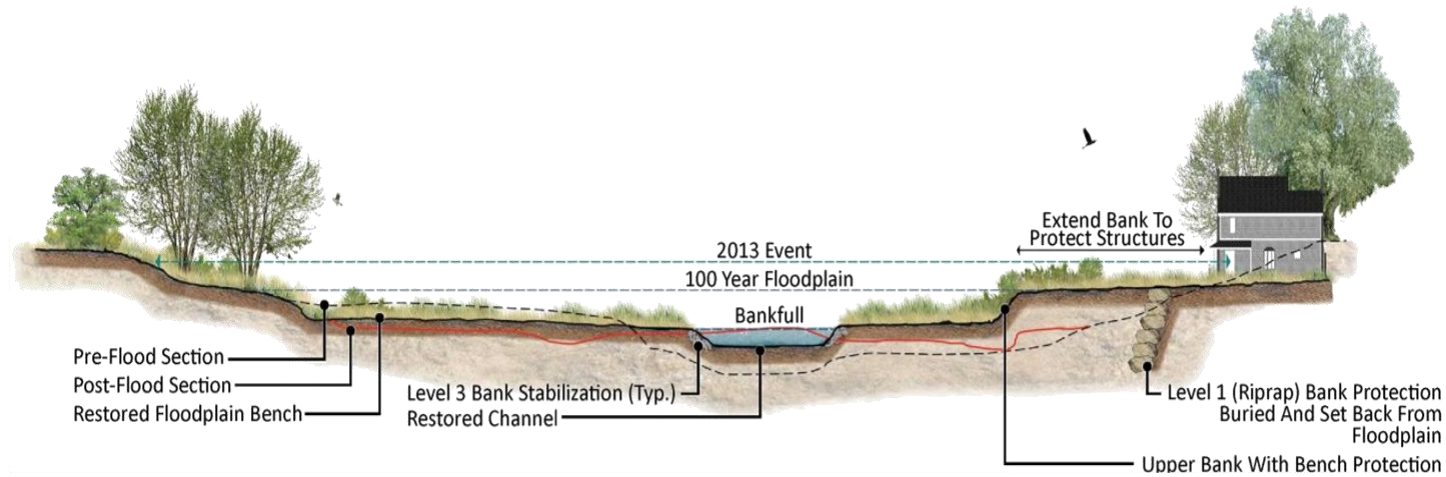 Extend Bank To
Protect Structures
2013 Event
100 Year Floodplain
Bankfull
Pre-Flood Section
Post-Flood Section
Restored Floodplain Bench
Level 3 Bank Stabilization (Typ.)
Restored Channel
Level 1 (Riprap) Bank Protection
Buried And Set Back From
Floodplain
Upper Bank With Bench Protection